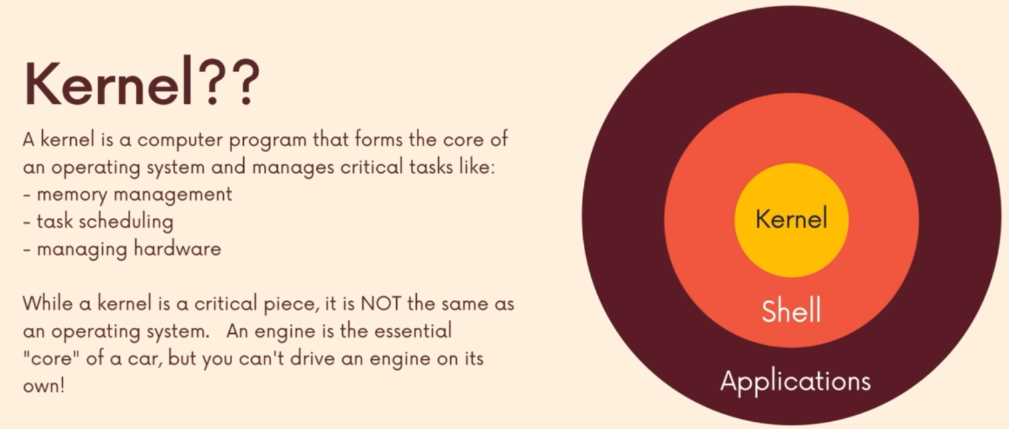 Kernel??
A kernel is a computer program that forms the core of
an operating system and manages critical tasks like:
- memory management
- task scheduling
- managing hardware
While a kernel is a critical piece, it is NOT the same as
an operating system. An engine is the essential
"core" of a car, but you can't drive an engine on its
own!
Kernel
Shell
Applications